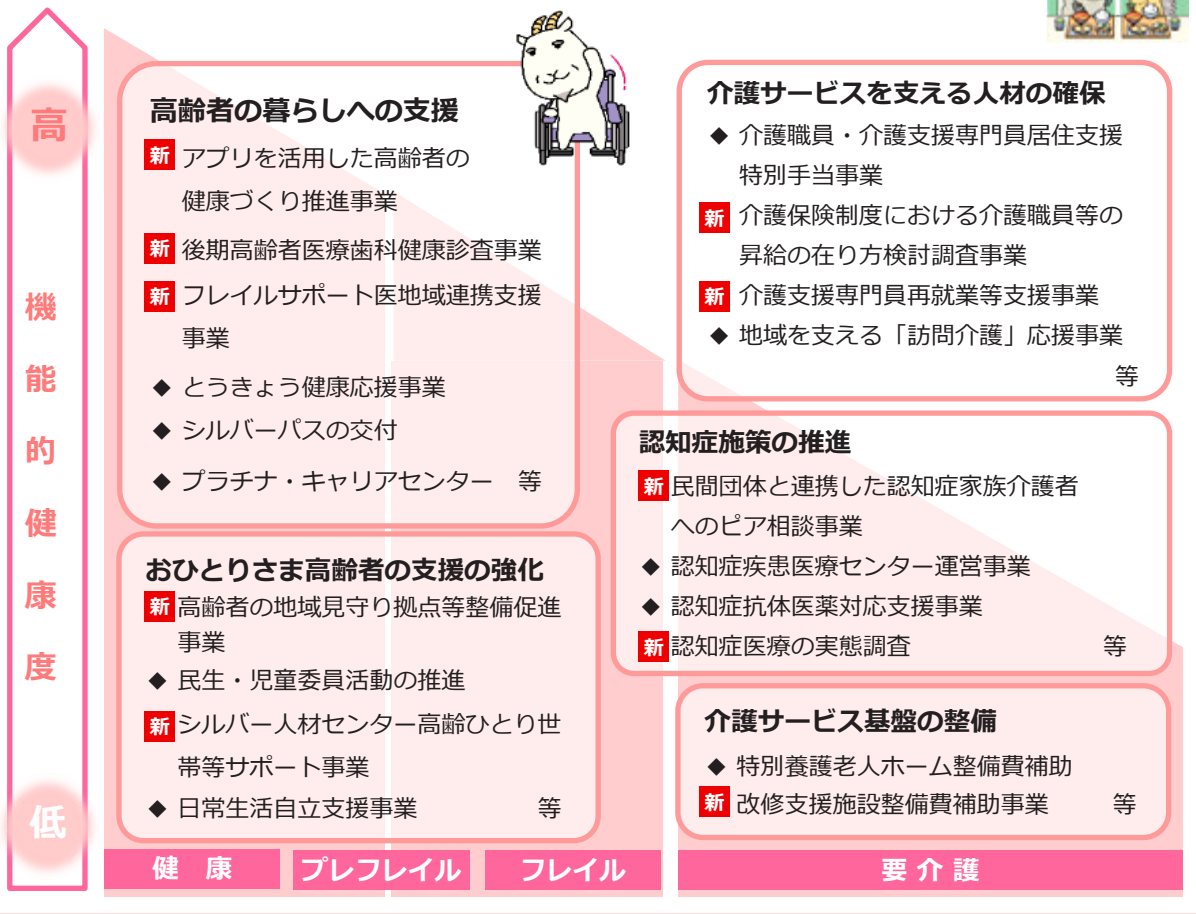 高
機
能
的
健
康
度
低
高齢者の暮らしへの支援
新 アプリを活用した高齢者の
健康づくり推進事業
新 後期高齢者医療歯科健康診査事業
新 フレイルサポート医地域連携支援
事業
◆ とうきょう健康応援事業
◆ シルバーパスの交付
◆ プラチナ・キャリアセンター 等
おひとりさま高齢者の支援の強化
新 高齢者の地域見守り拠点等整備促進
事業
◆ 民生・児童委員活動の推進
新 シルバー人材センター高齢ひとり世
帯等サポート事業
◆ 日常生活自立支援事業 等
介護サービスを支える人材の確保
◆ 介護職員・介護支援専門員居住支援
特別手当事業
新 介護保険制度における介護職員等の
昇給の在り方検討調査事業
新 介護支援専門員再就業等支援事業
◆ 地域を支える「訪問介護」応援事業
等
認知症施策の推進
新 民間団体と連携した認知症家族介護者
へのピア相談事業
◆ 認知症疾患医療センター運営事業
◆ 認知症抗体医薬対応支援事業
新 認知症医療の実態調査 等
介護サービス基盤の整備
◆ 特別養護老人ホーム整備費補助
新 改修支援施設整備費補助事業 等
健 康
プレフレイル
フレイル
要介護